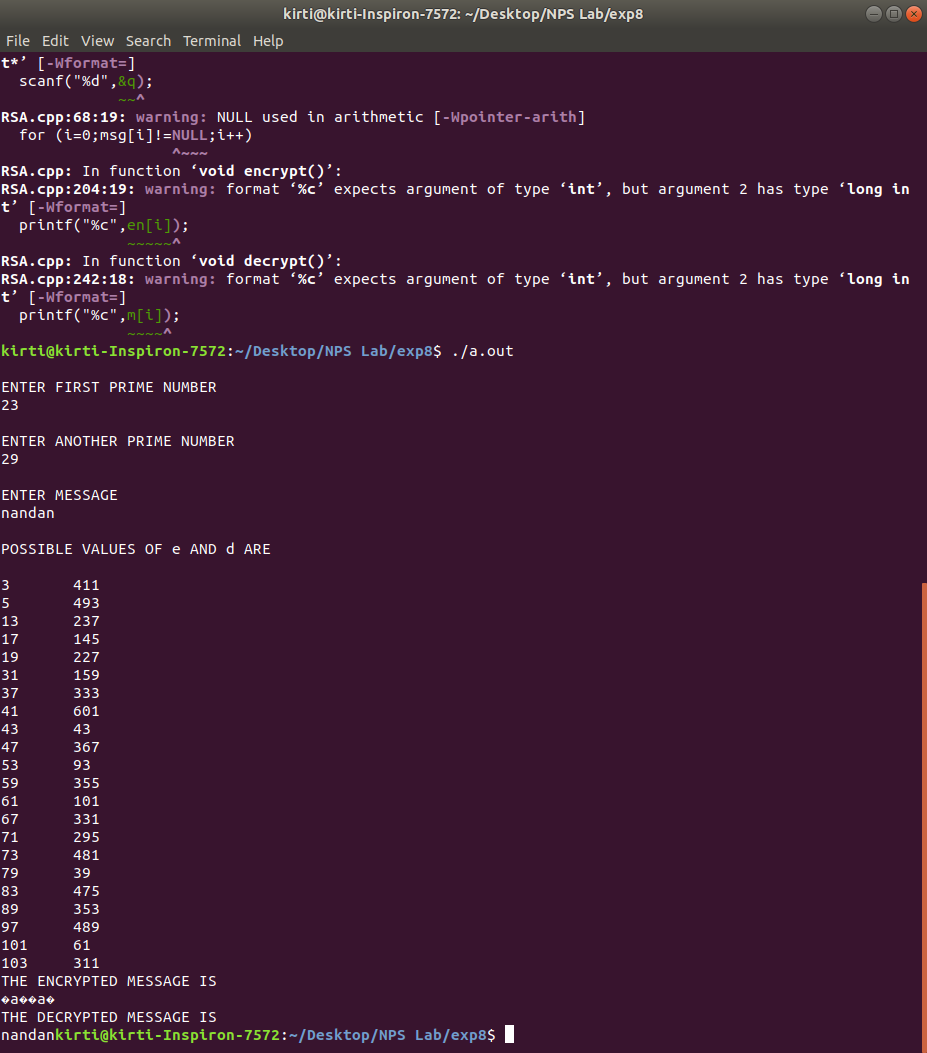 kirti@kirti-Inspiron-7572: ~/Desktop/NPS Lab/exp8
File Edit View Search Terminal Help
t*’ [-Wformat=]
  scanf("%d",&q);
             ~~^
RSA.cpp:68:19: warning: NULL used in arithmetic [-Wpointer-arith]
  for (i=0;msg[i]!=NULL;i++)
                   ^~~~
RSA.cpp: In function ‘void encrypt()’:
RSA.cpp:204:19: warning: format ‘%c’ expects argument of type ‘int’, but argument 2 has type ‘long in
t’ [-Wformat=]
  printf("%c",en[i]);
              ~~~~~^
RSA.cpp: In function ‘void decrypt()’:
RSA.cpp:242:18: warning: format ‘%c’ expects argument of type ‘int’, but argument 2 has type ‘long in
t’ [-Wformat=]
  printf("%c",m[i]);
              ~~~~^
kirti@kirti-Inspiron-7572:~/Desktop/NPS Lab/exp8$ ./a.out
ENTER FIRST PRIME NUMBER
23
ENTER ANOTHER PRIME NUMBER
29
ENTER MESSAGE
nandan
POSSIBLE VALUES OF e AND d ARE
3       411
5       493
13      237
17      145
19      227
31      159
37      333
41      601
43      43
47      367
53      93
59      355
61      101
67      331
71      295
73      481
79      39
83      475
89      353
97      489
101     61
103     311
THE ENCRYPTED MESSAGE IS
�a��a�
THE DECRYPTED MESSAGE IS
nandankirti@kirti-Inspiron-7572:~/Desktop/NPS Lab/exp8$